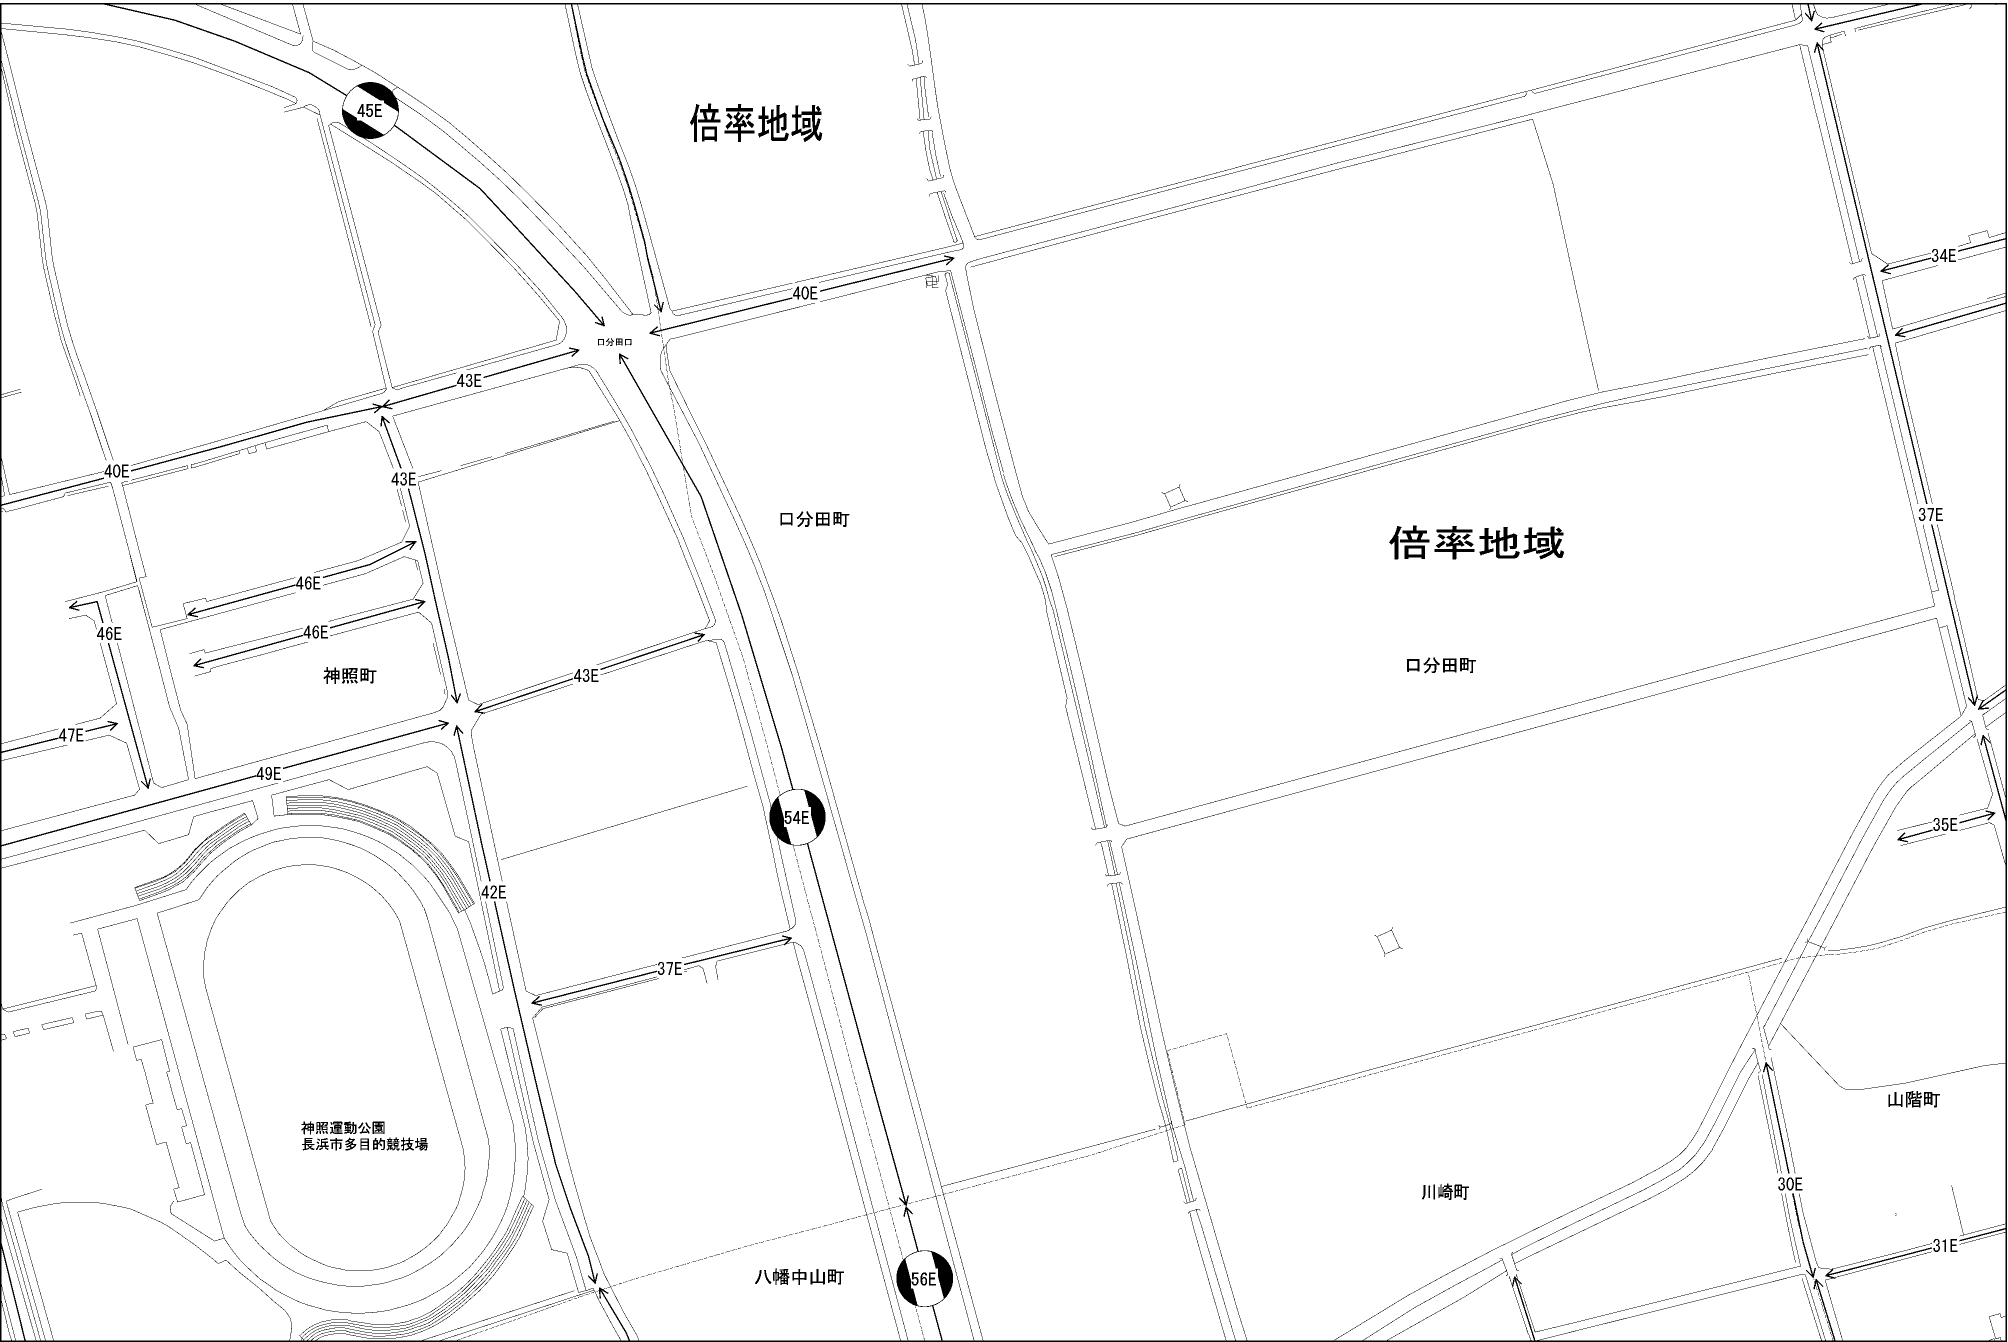 45E
倍率地域
34E
40E
口分田口
43E
40E
43E
口分田町
37E
倍率地域
46E
46E
46E
口分田町
神照町
43E
47E
49E
54E
35E
42E
37E
神照運動公園
長浜市多目的競技場
山階町
川崎町
30E
31E
八幡中山町
56E